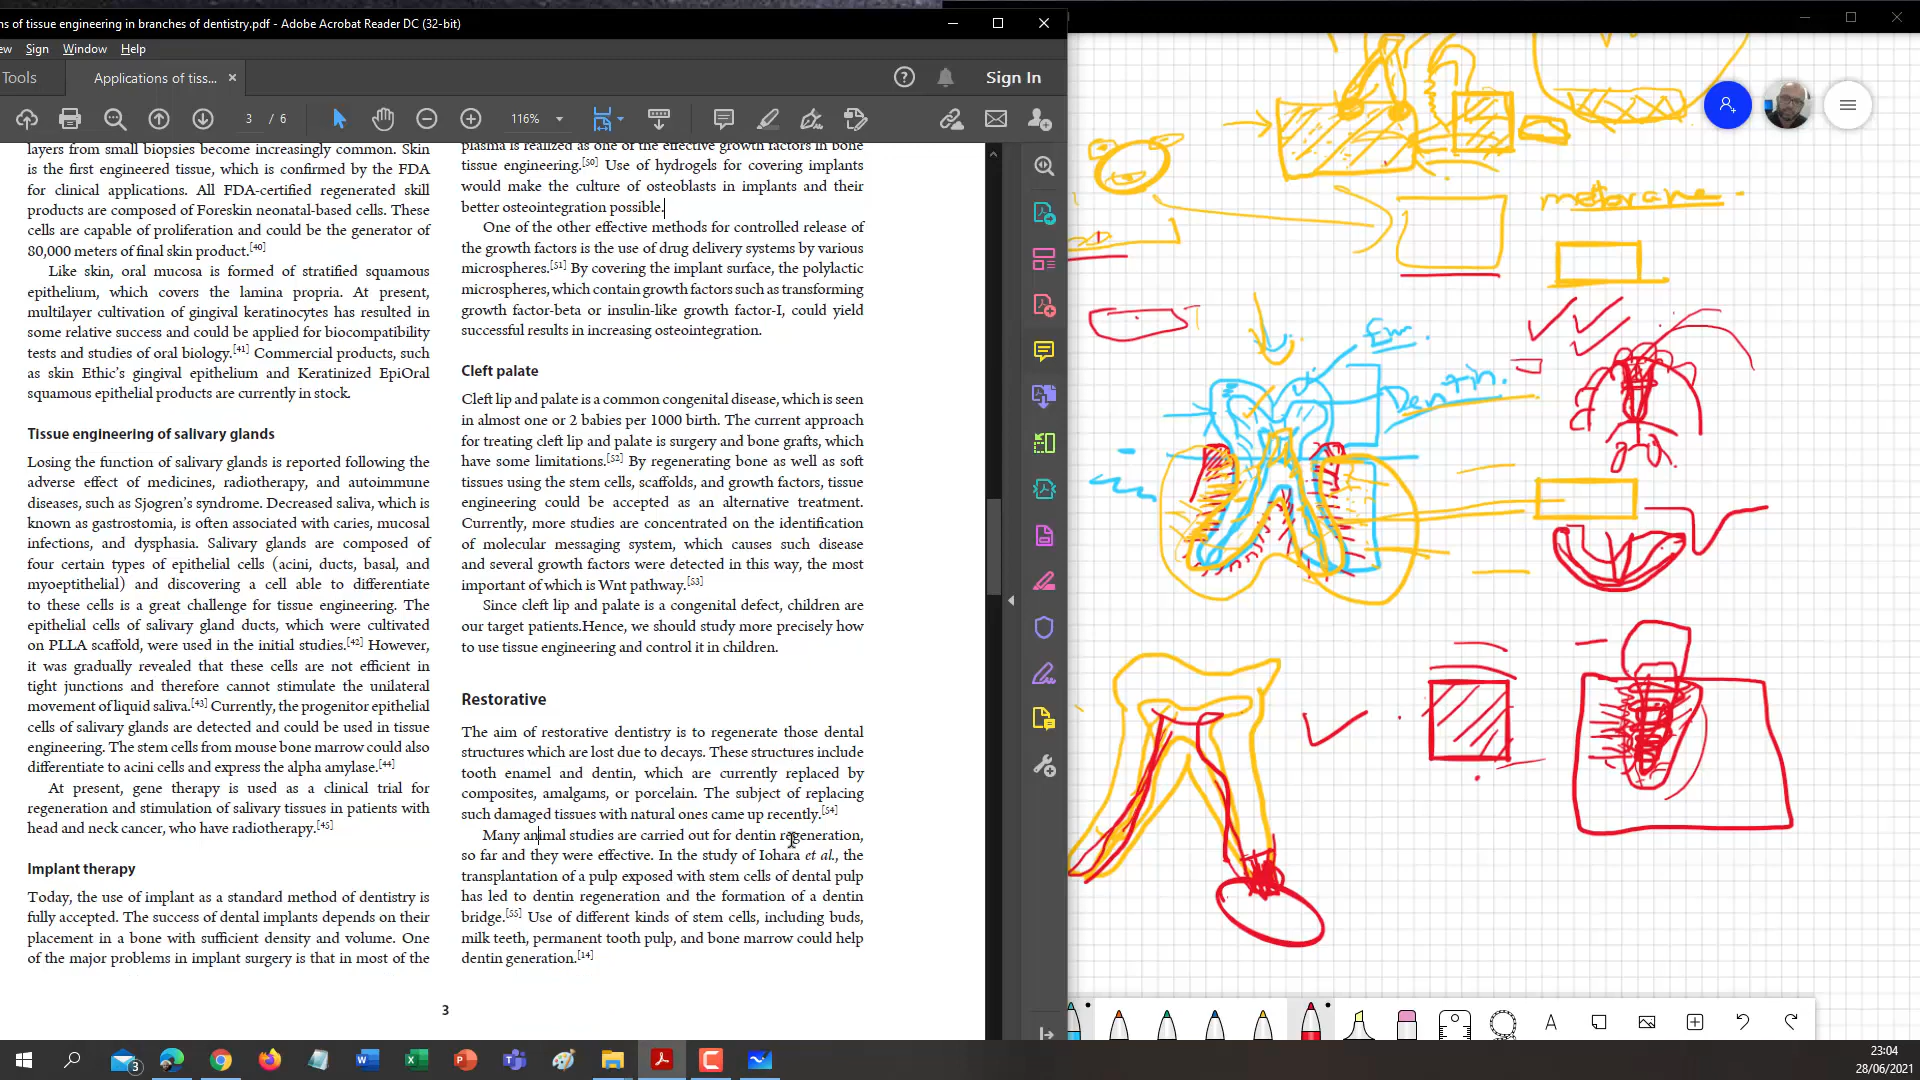 ns of tissue engineering in branches of dentistry.pdf - Adobe Acrobat Reader DC (32-bit)
ew Sign Window Help
Tools
Applications of tiss... ×
Sign In
3 / 6
116%
layers from small biopsies become increasingly common. Skin
is the first engineered tissue, which is confirmed by the FDA
for clinical applications. All FDA-certified regenerated skill
products are composed of Foreskin neonatal-based cells. These
cells are capable of proliferation and could be the generator of
80,000 meters of final skin product.[40]
Like skin, oral mucosa is formed of stratified squamous
epithelium, which covers the lamina propria. At present,
multilayer cultivation of gingival keratinocytes has resulted in
some relative success and could be applied for biocompatibility
tests and studies of oral biology.[41] Commercial products, such
as skin Ethic's gingival epithelium and Keratinized EpiOral
squamous epithelial products are currently in stock.
Tissue engineering of salivary glands
Losing the function of salivary glands is reported following the
adverse effect of medicines, radiotherapy, and autoimmune
diseases, such as Sjogren's syndrome. Decreased saliva, which is
known as gastrostomia, is often associated with caries, mucosal
infections, and dysphasia. Salivary glands are composed of
four certain types of epithelial cells (acini, ducts, basal, and
myoeptithelial) and discovering a cell able to differentiate
to these cells is a great challenge for tissue engineering. The
epithelial cells of salivary gland ducts, which were cultivated
on PLLA scaffold, were used in the initial studies.[42] However,
it was gradually revealed that these cells are not efficient in
tight junctions and therefore cannot stimulate the unilateral
movement of liquid saliva.[43] Currently, the progenitor epithelial
cells of salivary glands are detected and could be used in tissue
engineering. The stem cells from mouse bone marrow could also
differentiate to acini cells and express the alpha amylase.[44]
At present, gene therapy is used as a clinical trial for
regeneration and stimulation of salivary tissues in patients with
head and neck cancer, who have radiotherapy.[45]
Implant therapy
Today, the use of implant as a standard method of dentistry is
fully accepted. The success of dental implants depends on their
placement in a bone with sufficient density and volume. One
of the major problems in implant surgery is that in most of the
plasma is realized as one of the effective growth factors in bone
tissue engineering.[50] Use of hydrogels for covering implants
would make the culture of osteoblasts in implants and their
better osteointegration possible.
One of the other effective methods for controlled release of
the growth factors is the use of drug delivery systems by various
microspheres.[51] By covering the implant surface, the polylactic
microspheres, which contain growth factors such as transforming
growth factor-beta or insulin-like growth factor-I, could yield
successful results in increasing osteointegration.
Cleft palate
Cleft lip and palate is a common congenital disease, which is seen
in almost one or 2 babies per 1000 birth. The current approach
for treating cleft lip and palate is surgery and bone grafts, which
have some limitations.[52] By regenerating bone as well as soft
tissues using the stem cells, scaffolds, and growth factors, tissue
engineering could be accepted as an alternative treatment.
Currently, more studies are concentrated on the identification
of molecular messaging system, which causes such disease
and several growth factors were detected in this way, the most
important of which is Wnt pathway.[53]
Since cleft lip and palate is a congenital defect, children are
our target patients.Hence, we should study more precisely how
to use tissue engineering and control it in children.
Restorative
The aim of restorative dentistry is to regenerate those dental
structures which are lost due to decays. These structures include
tooth enamel and dentin, which are currently replaced by
composites, amalgams, or porcelain. The subject of replacing
such damaged tissues with natural ones came up recently.[54]
Many animal studies are carried out for dentin regeneration,
so far and they were effective. In the study of Iohara et al., the
transplantation of a pulp exposed with stem cells of dental pulp
has led to dentin regeneration and the formation of a dentin
bridge.[55] Use of different kinds of stem cells, including buds,
milk teeth, permanent tooth pulp, and bone marrow could help
dentin generation.[14]
3
Em.
Dentin.
3
23:04
28/06/2021